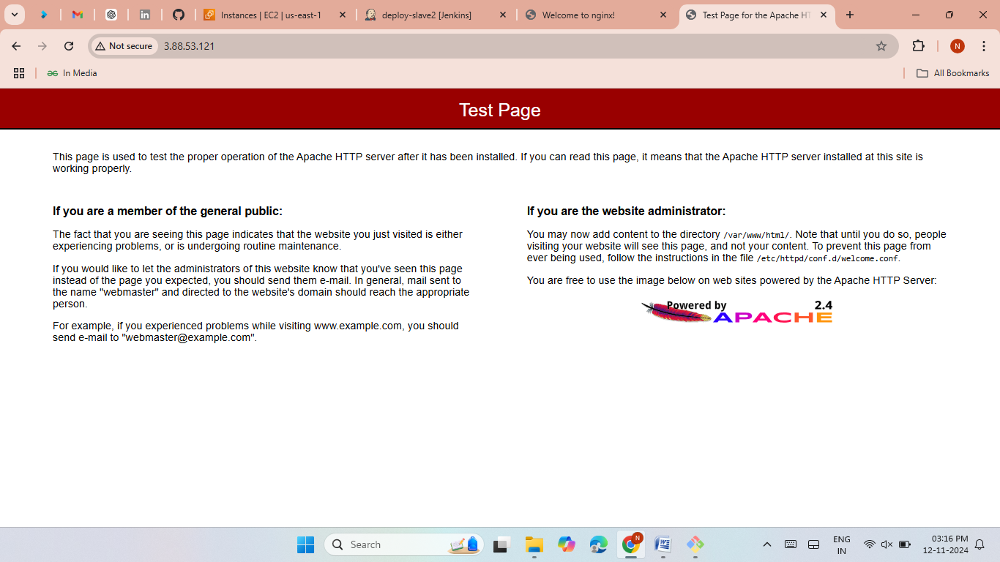 Instances | EC2 | us-east-1
deploy-slave2 [Jenkins]
Welcome to nginx!
Test Page for the Apache HT
Not secure
3.88.53.121
N
In Media
All Bookmarks
Test Page
This page is used to test the proper operation of the Apache HTTP server after it has been installed. If you can read this page, it means that the Apache HTTP server installed at this site is
working properly.
If you are a member of the general public:
The fact that you are seeing this page indicates that the website you just visited is either
experiencing problems, or is undergoing routine maintenance.
If you would like to let the administrators of this website know that you've seen this page
instead of the page you expected, you should send them e-mail. In general, mail sent to
the name "webmaster" and directed to the website's domain should reach the appropriate
person.
For example, if you experienced problems while visiting www.example.com, you should
send e-mail to "webmaster@example.com".
If you are the website administrator:
You may now add content to the directory /var/www/html/. Note that until you do so, people
visiting your website will see this page, and not your content. To prevent this page from
ever being used, follow the instructions in the file /etc/httpd/conf.d/welcome.conf.
You are free to use the image below on web sites powered by the Apache HTTP Server:
Powered by 2.4
APACHE
Search
N
ENG
IN
03:16 PM
12-11-2024